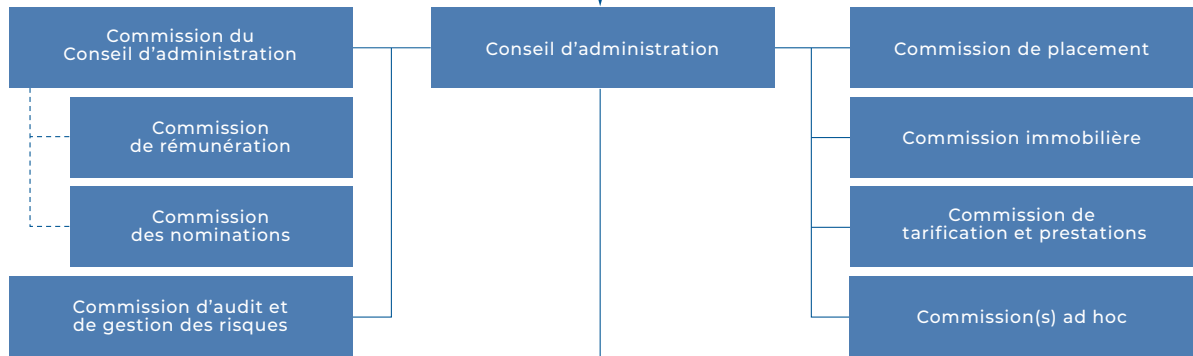 Commission du
Conseil d'administration
Conseil d'administration
Commission de placement
Commission
de rémunération
Commission immobilière
Commission
des nominations
Commission de
tarification et prestations
Commission d'audit et
de gestion des risques
Commission(s) ad hoc